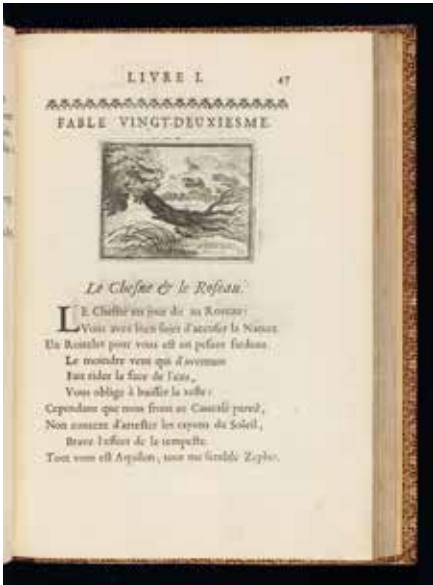 LIVRE I. 47
FABLE VINGT-DEUXIESME.
Le Chesne & le Roseau.
LE Chesne un jour dit au Roseau:
Vous avez bien sujet d'accuser la Nature.
Un Roitelet pour vous est un pesant fardeau.
Le moindre vent qui d'aventure
Fait rider la face de l'eau,
Vous oblige à baisser la teste:
Cependant que mon front au Caucase pareil,
Non content d'arrester les rayons du Soleil,
Brave l'effort de la tempeste.
Tout vous est Aquilon, tout me semble Zephir.